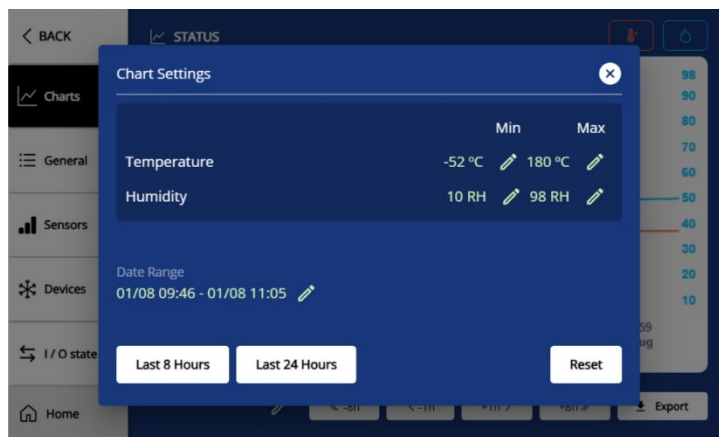 BACK
STATUS
Charts
General
Sensors
Devices
I / O state
Home
Chart Settings
Min Max
Temperature -52 ºC 180 ºC
Humidity 10 RH 98 RH
Date Range
01/08 09:46 - 01/08 11:05
Last 8 Hours Last 24 Hours Reset
98
90
80
70
60
50
40
30
20
10
Export